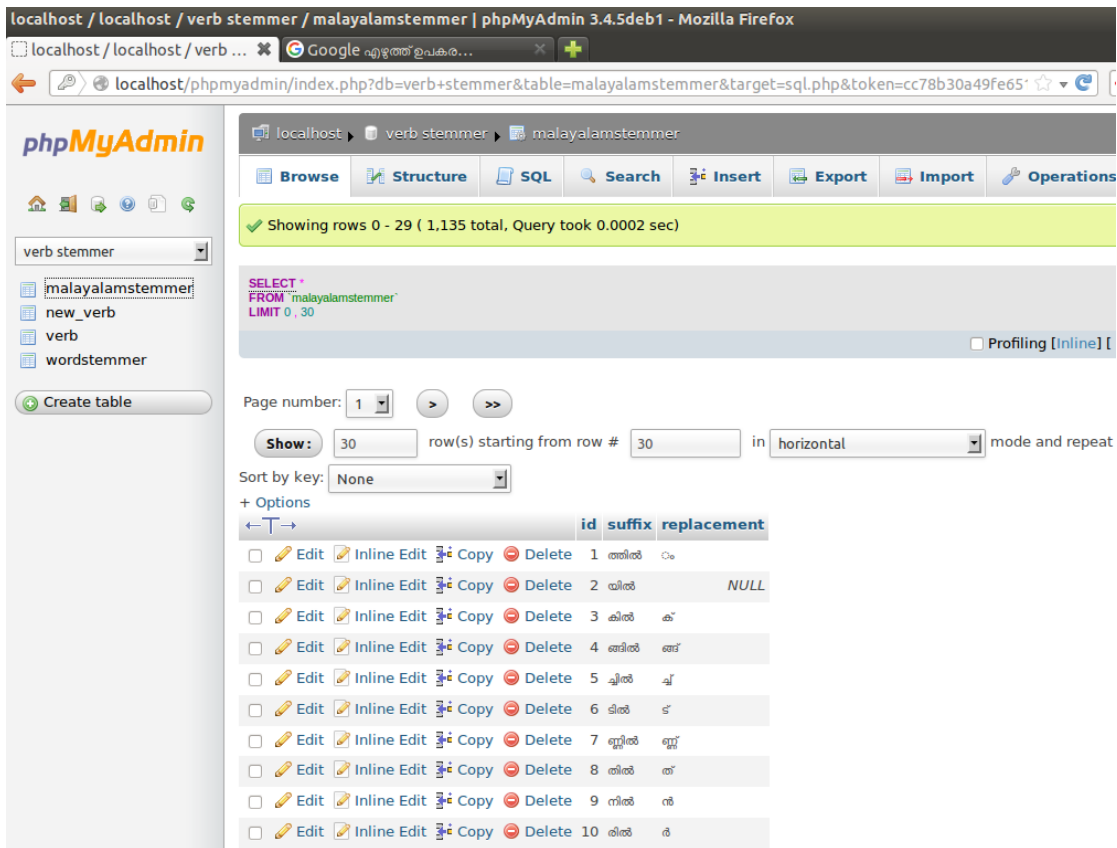 localhost / localhost / verb stemmer / malayalamstemmer | phpMyAdmin 3.4.5deb1 - Mozilla Firefox
localhost / localhost / verb ... Google എഴുത്ത് ഉപകര...
localhost/phpmyadmin/index.php?db=verb+stemmer&table=malayalamstemmer&target=sql.php&token=cc78b30a49fe651
phpMyAdmin
verb stemmer
malayalamstemmer
new_verb
verb
wordstemmer
Create table
localhost verb stemmer malayalamstemmer
Browse Structure SQL Search Insert Export Import Operations
Showing rows 0 - 29 ( 1,135 total, Query took 0.0002 sec)
SELECT *
FROM `malayalamstemmer`
LIMIT 0 , 30
Profiling [Inline] [
Page number: 1 > >>
Show : 30 row(s) starting from row # 30 in horizontal mode and repeat
Sort by key: None
+ Options
←T→ id suffix replacement
Edit Inline Edit Copy Delete 1 ത്തിൽ ം
Edit Inline Edit Copy Delete 2 യിൽ NULL
Edit Inline Edit Copy Delete 3 കിൽ ക്
Edit Inline Edit Copy Delete 4 ങ്ങിൽ ങ്ങ്
Edit Inline Edit Copy Delete 5 ച്ചിൽ ച്ച്
Edit Inline Edit Copy Delete 6 ടിൽ ട്
Edit Inline Edit Copy Delete 7 ണ്ണിൽ ണ്ണ്
Edit Inline Edit Copy Delete 8 തിൽ ത്
Edit Inline Edit Copy Delete 9 നിൽ ൻ
Edit Inline Edit Copy Delete 10 രിൽ ർ